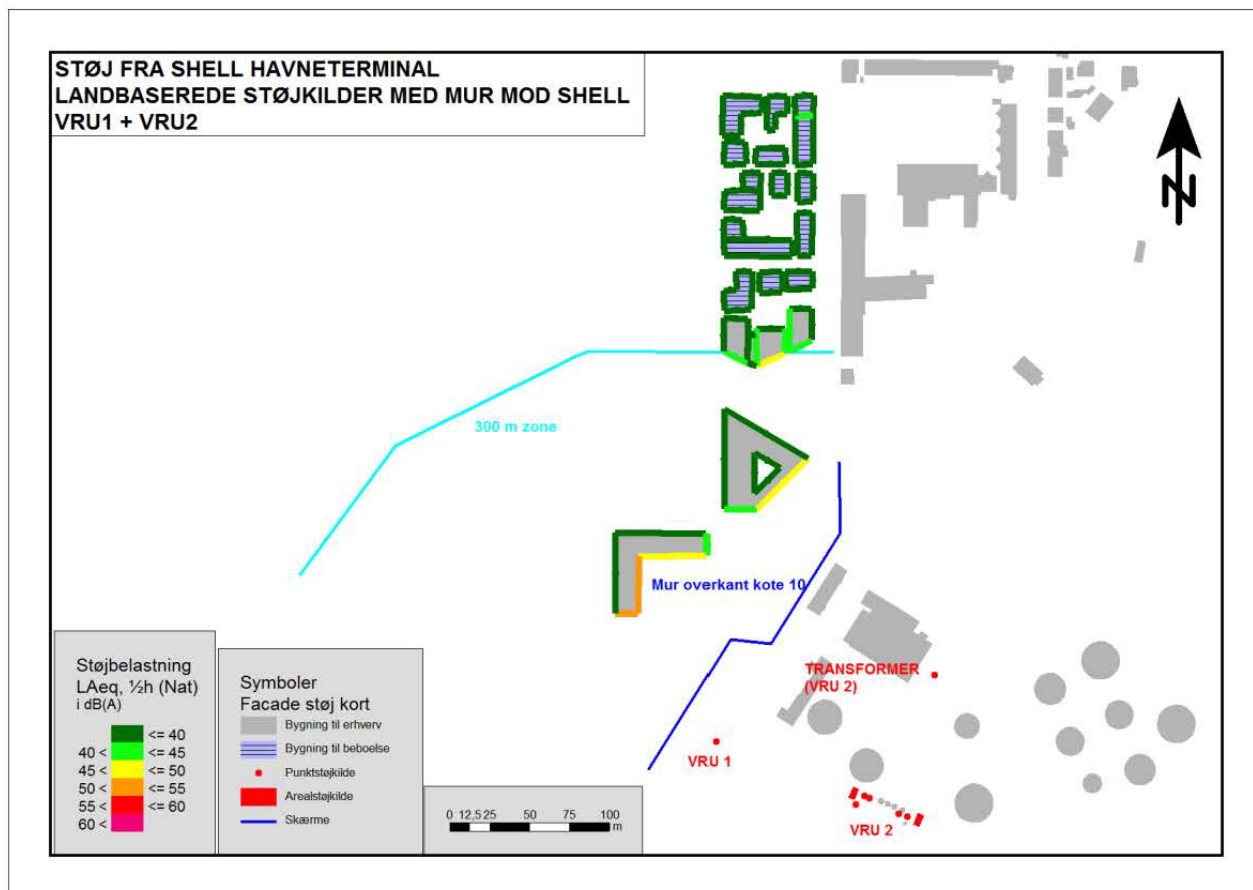 STØJ FRA SHELL HAVNETERMINAL
LANDBASEREDE STØJKILDER MED MUR MOD SHELL
VRU1 + VRU2
N
300 m zone
Mur overkant kote 10
TRANSFORMER
(VRU 2)
VRU 1
VRU 2
Støjbelastning
LAeq, ½h (Nat)
i dB(A)
<= 40
40 < <= 45
45 < <= 50
50 < <= 55
55 < <= 60
60 <
Symboler
Facade støj kort
Bygning til erhverv
Bygning til beboelse
Punktstøjkilde
Arealstøjkilde
Skærme
0 12,5 25 50 75 100
m